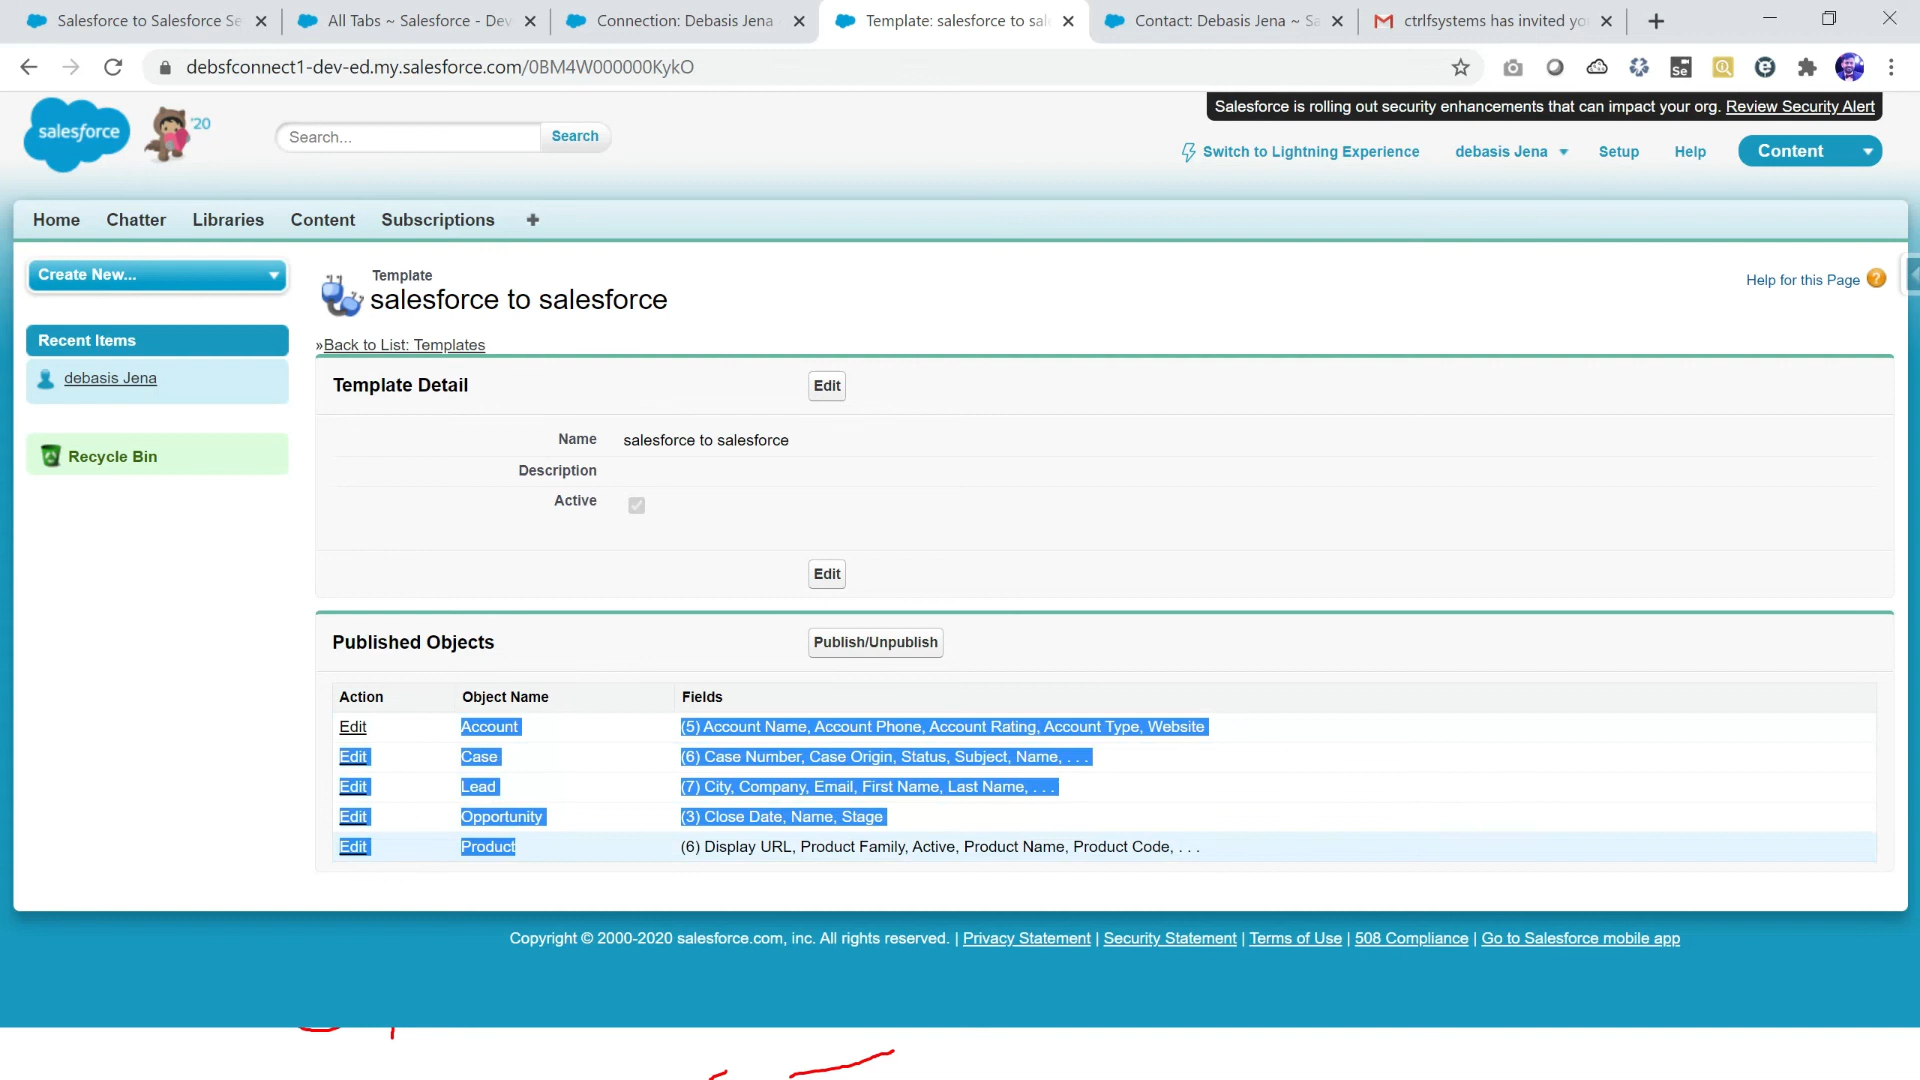 Salesforce to Salesforce Se
All Tabs ~ Salesforce - Deve
Connection: Debasis Jena
Template: salesforce to sale
Contact: Debasis Jena ~ Sa
ctrlfsystems has invited yo
debsfconnect1-dev-ed.my.salesforce.com/0BM4W000000KykO
Se
Salesforce is rolling out security enhancements that can impact your org. Review Security Alert
salesforce
'20
Search...
Search
Switch to Lightning Experience
debasis Jena
Setup
Help
Content
Home
Chatter
Libraries
Content
Subscriptions
Create New...
Recent Items
debasis Jena
Recycle Bin
Template
salesforce to salesforce
Help for this Page
»Back to List: Templates
Template Detail
Edit
Name salesforce to salesforce
Description
Active
Edit
Published Objects
Publish/Unpublish
Action Object Name Fields
Edit Account (5) Account Name, Account Phone, Account Rating, Account Type, Website
Edit Case (6) Case Number, Case Origin, Status, Subject, Name, . . .
Edit Lead (7) City, Company, Email, First Name, Last Name, . . .
Edit Opportunity (3) Close Date, Name, Stage
Edit Product (6) Display URL, Product Family, Active, Product Name, Product Code, . . .
Copyright © 2000-2020 salesforce.com, inc. All rights reserved. | Privacy Statement | Security Statement | Terms of Use | 508 Compliance | Go to Salesforce mobile app